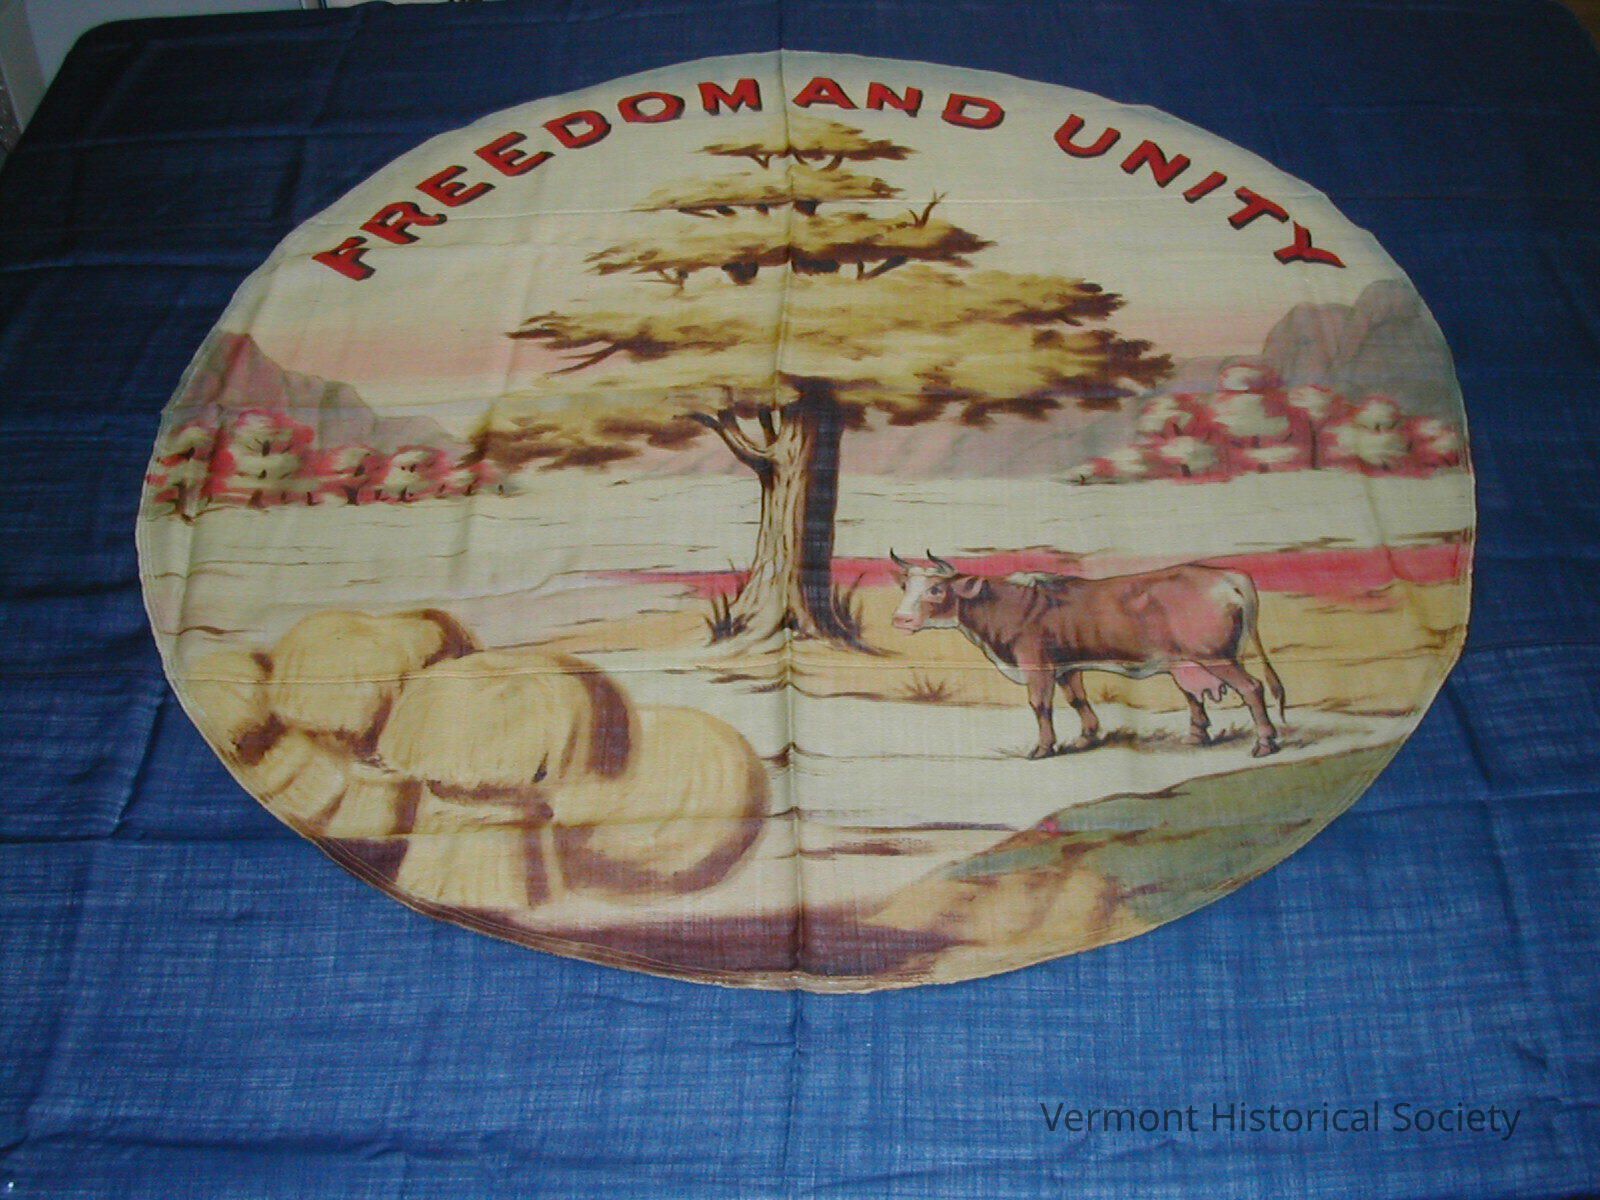 FREEDOM AND UNITY
Vermont Historical Society